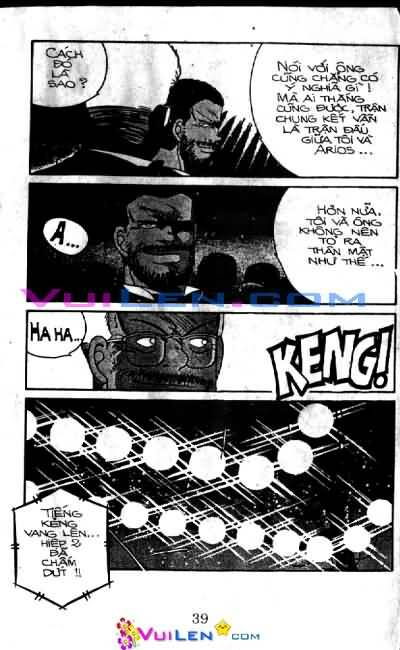 CÁCH
ĐÓ
LÀ
SAO?
NÓI VỚI ÔNG
CŨNG CHẲNG CÓ
Ý NGHĨA GÌ!
MÀ AI THẮNG
CŨNG ĐƯỢC, TRẬN
CHUNG KẾT VẪN
LÀ TRẬN ĐẤU
GIỮA TÔI VÀ
ARIOS...
À...
HƠN NỮA,
TÔI VÀ ÔNG
KHÔNG NÊN
TỎ RA
THÂN MẬT
NHƯ THẾ...
VUILEN.COM
HA HA...
KENG!
TIẾNG
KẺNG
VANG LÊN...
HIỆP 2
ĐÃ
CHẤM
DỨT!!
39
VUILEN.COM